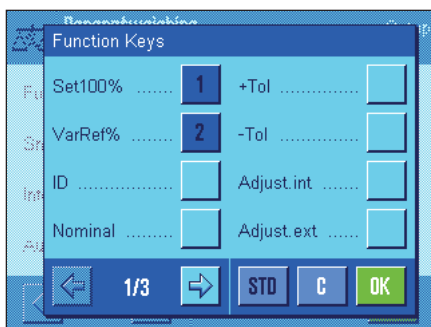 Function Keys
Set100% ....... 1 +Tol ..............
VarRef% ....... 2 -Tol ..............
ID ................. Adjust.int ......
Nominal ......... Adjust.ext .....
1/3 STD C OK